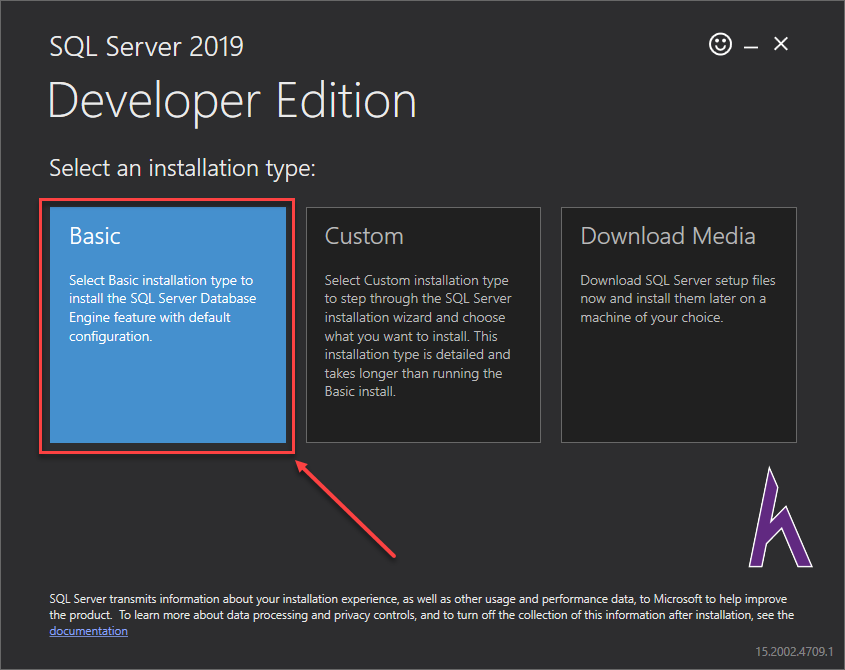 SQL Server 2019
Developer Edition
Select an installation type:
Basic
Select Basic installation type to
install the SQL Server Database
Engine feature with default
configuration.
Custom
Select Custom installation type
to step through the SQL Server
installation wizard and choose
what you want to install. This
installation type is detailed and
takes longer than running the
Basic install.
Download Media
Download SQL Server setup files
now and install them later on a
machine of your choice.
SQL Server transmits information about your installation experience, as well as other usage and performance data, to Microsoft to help improve
the product.  To learn more about data processing and privacy controls, and to turn off the collection of this information after installation, see the
documentation
15.2002.4709.1